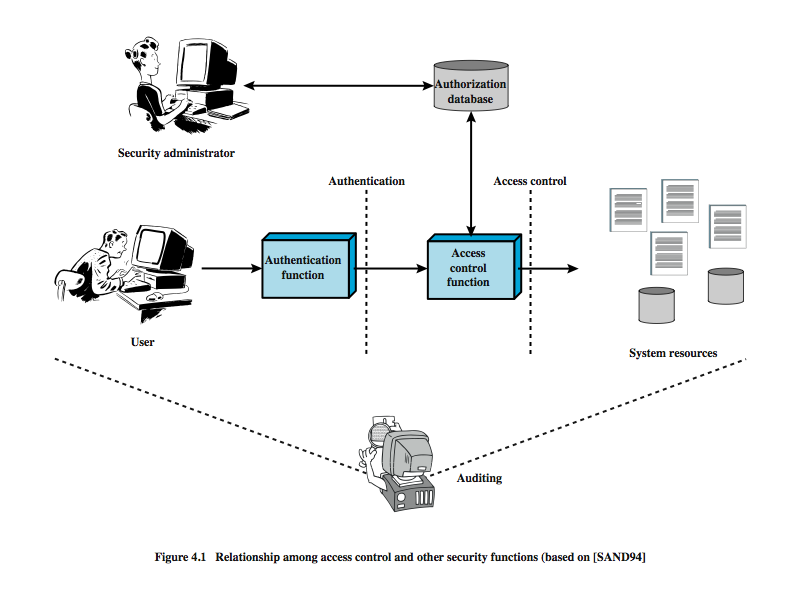 Authorization
database
Security administrator
Authentication
Access control
Authentication
function
Access
control
function
User
System resources
Auditing
Figure 4.1 Relationship among access control and other security functions (based on [SAND94]